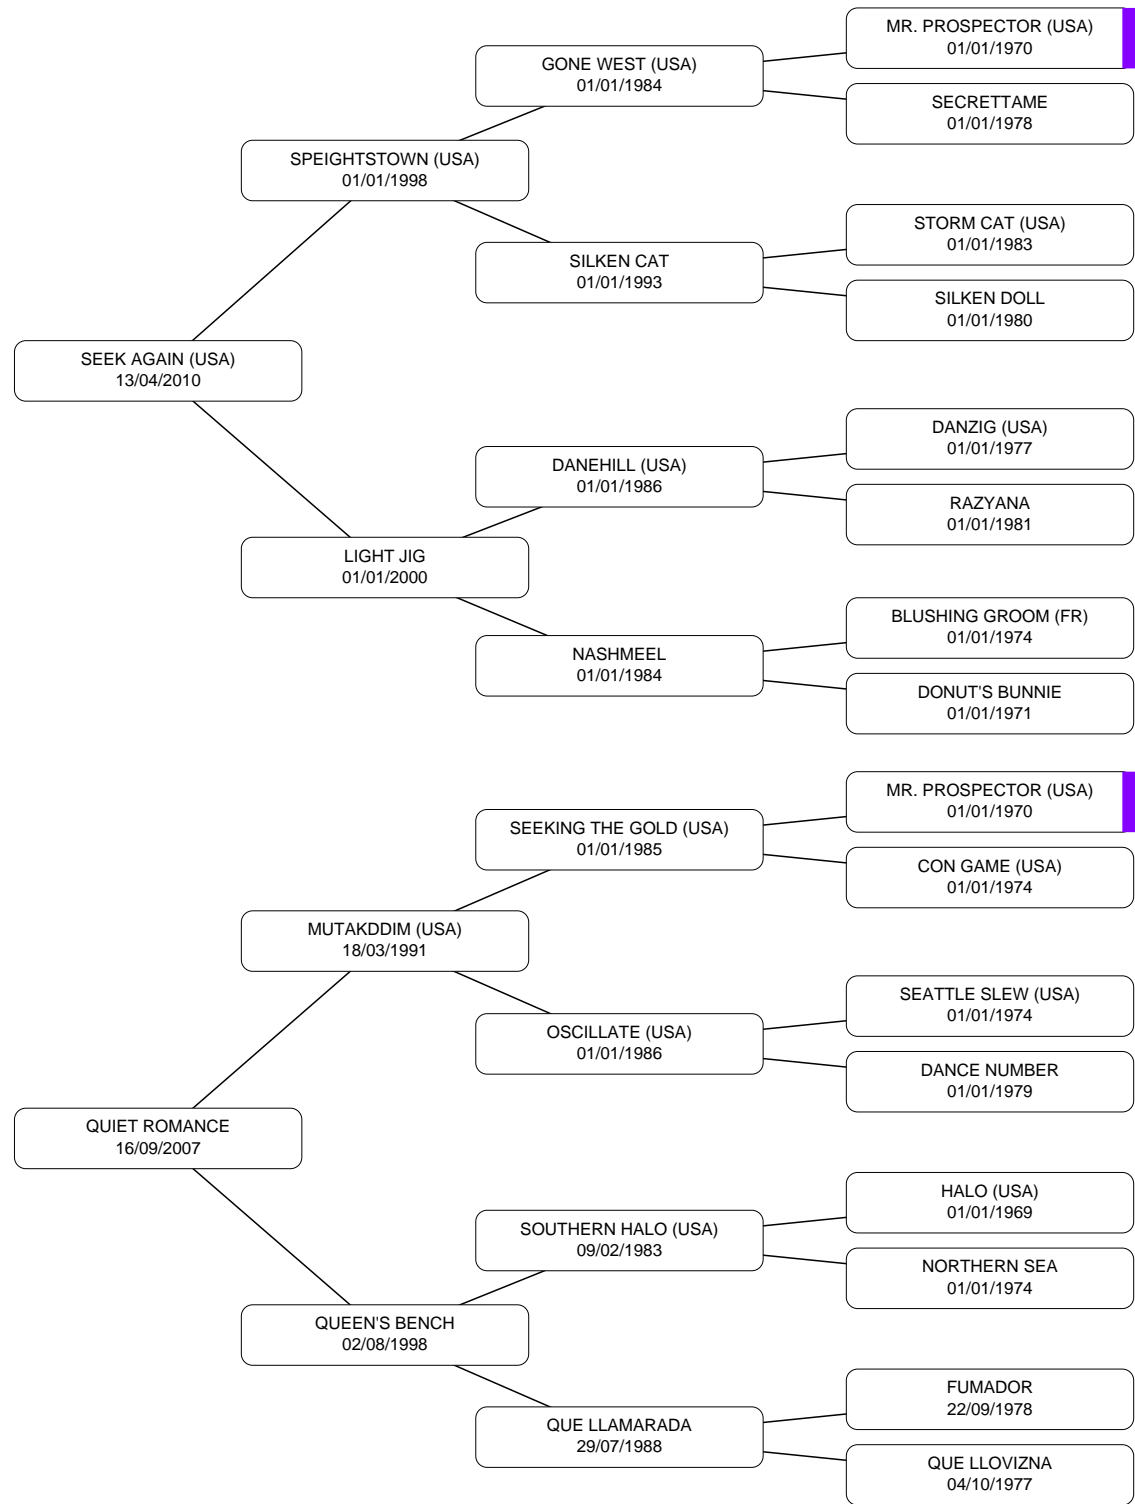 MR. PROSPECTOR (USA)
01/01/1970
GONE WEST (USA)
01/01/1984
SECRETTAME
01/01/1978
SPEIGHTSTOWN (USA)
01/01/1998
STORM CAT (USA)
01/01/1983
SILKEN CAT
01/01/1993
SILKEN DOLL
01/01/1980
SEEK AGAIN (USA)
13/04/2010
DANZIG (USA)
01/01/1977
DANEHILL (USA)
01/01/1986
RAZYANA
01/01/1981
LIGHT JIG
01/01/2000
BLUSHING GROOM (FR)
01/01/1974
NASHMEEL
01/01/1984
DONUT'S BUNNIE
01/01/1971
MR. PROSPECTOR (USA)
01/01/1970
SEEKING THE GOLD (USA)
01/01/1985
CON GAME (USA)
01/01/1974
MUTAKDDIM (USA)
18/03/1991
SEATTLE SLEW (USA)
01/01/1974
OSCILLATE (USA)
01/01/1986
DANCE NUMBER
01/01/1979
QUIET ROMANCE
16/09/2007
HALO (USA)
01/01/1969
SOUTHERN HALO (USA)
09/02/1983
NORTHERN SEA
01/01/1974
QUEEN'S BENCH
02/08/1998
FUMADOR
22/09/1978
QUE LLAMARADA
29/07/1988
QUE LLOVIZNA
04/10/1977